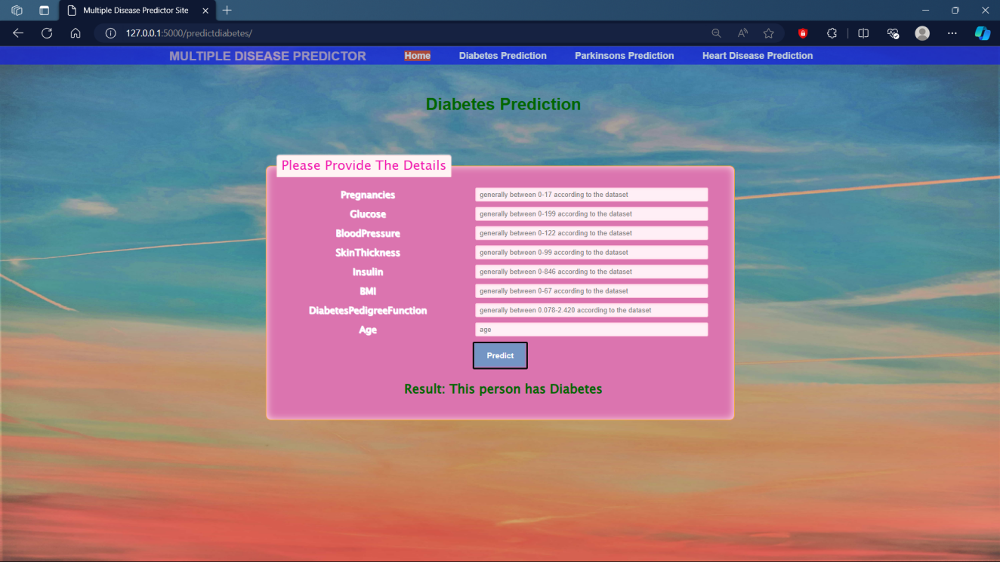 Multiple Disease Predictor Site
127.0.0.1:5000/predictdiabetes/
MULTIPLE DISEASE PREDICTOR Home Diabetes Prediction Parkinsons Prediction Heart Disease Prediction
Diabetes Prediction
Please Provide The Details
Pregnancies generally between 0-17 according to the dataset
Glucose generally between 0-199 according to the dataset
BloodPressure generally between 0-122 according to the dataset
SkinThickness generally between 0-99 according to the dataset
Insulin generally between 0-846 according to the dataset
BMI generally between 0-67 according to the dataset
DiabetesPedigreeFunction generally between 0.078-2.420 according to the dataset
Age age
Predict
Result: This person has Diabetes